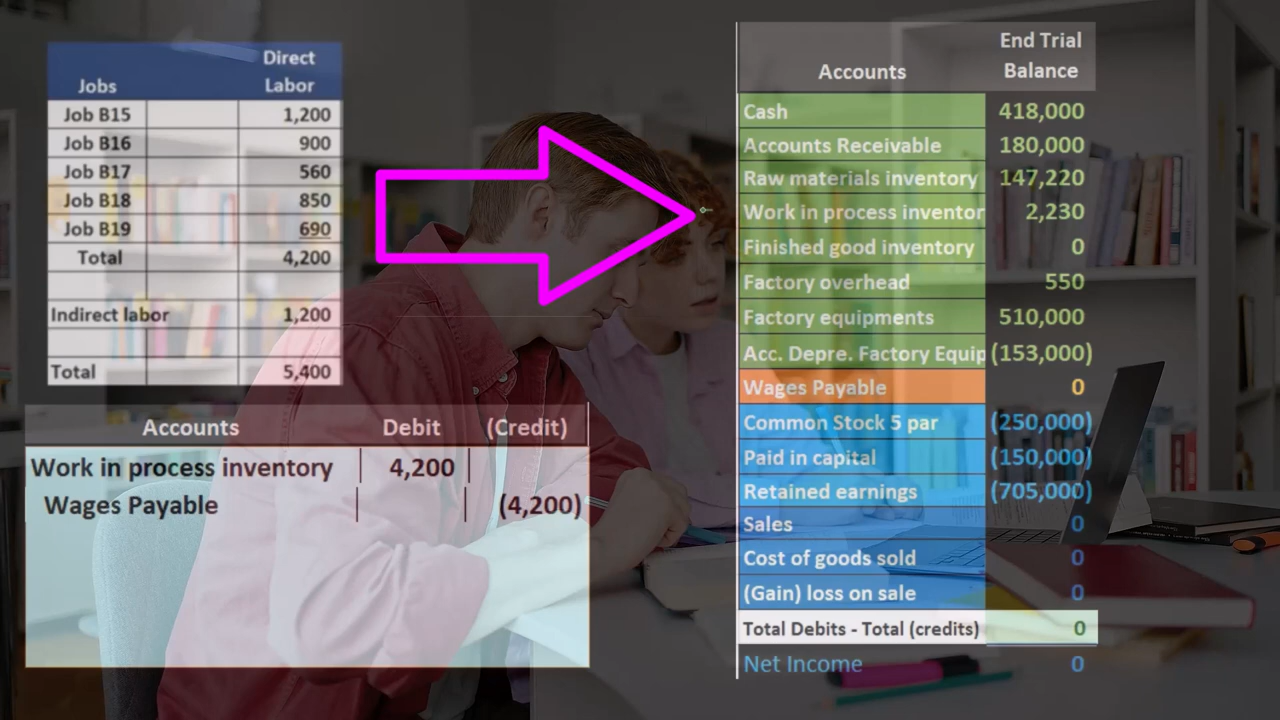 Jobs Direct Labor
Job B15 1,200
Job B16 900
Job B17 560
Job B18 850
Job B19 690
Total 4,200
Indirect labor 1,200
Total 5,400
Accounts Debit (Credit)
Work in process inventory 4,200
Wages Payable (4,200)
Accounts End Trial Balance
Cash 418,000
Accounts Receivable 180,000
Raw materials inventory 147,220
Work in process inventor 2,230
Finished good inventory 0
Factory overhead 550
Factory equipments 510,000
Acc. Depre. Factory Equip (153,000)
Wages Payable 0
Common Stock 5 par (250,000)
Paid in capital (150,000)
Retained earnings (705,000)
Sales 0
Cost of goods sold 0
(Gain) loss on sale 0
Total Debits - Total (credits) 0
Net Income 0